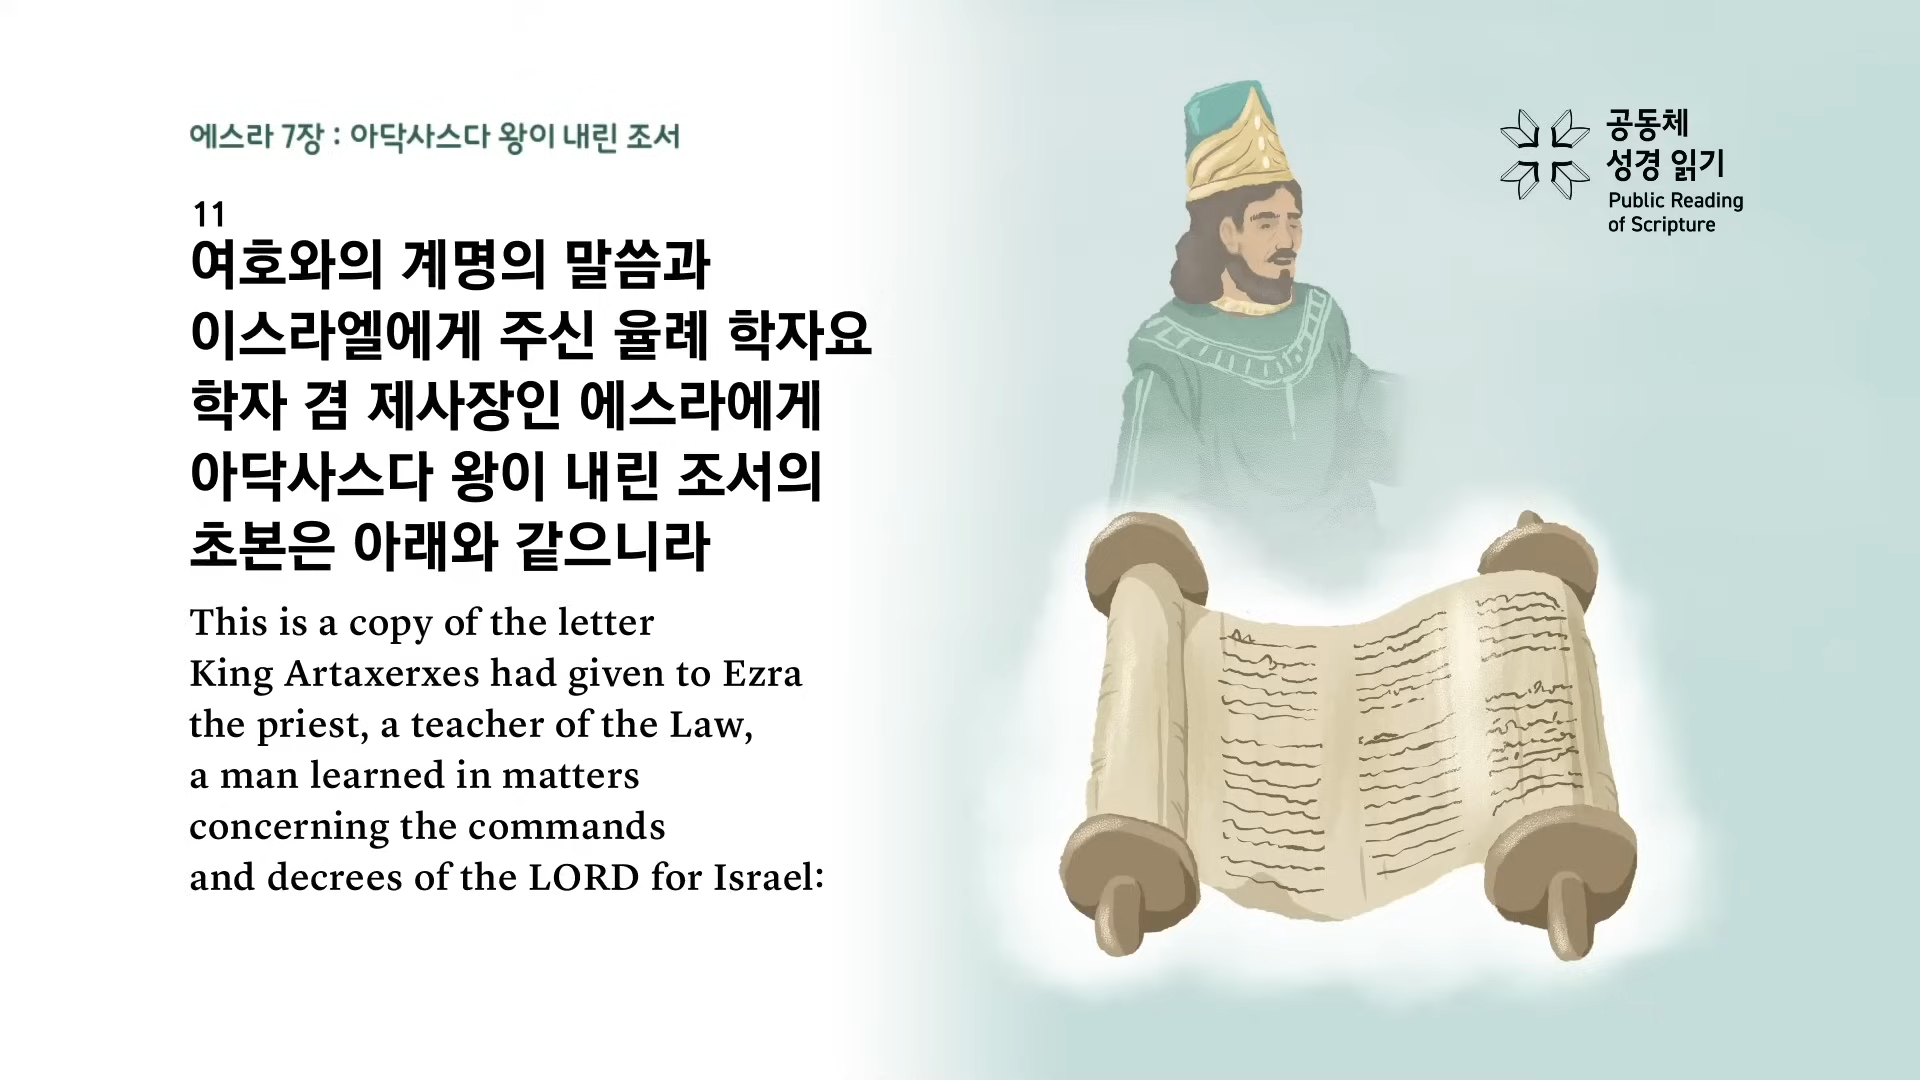 에스라 7장 : 아닥사스다 왕이 내린 조서
11
여호와의 계명의 말씀과
이스라엘에게 주신 율례 학자요
학자 겸 제사장인 에스라에게
아닥사스다 왕이 내린 조서의
초본은 아래와 같으니라
This is a copy of the letter
King Artaxerxes had given to Ezra
the priest, a teacher of the Law,
a man learned in matters
concerning the commands
and decrees of the LORD for Israel:
공동체
성경 읽기
Public Reading
of Scripture